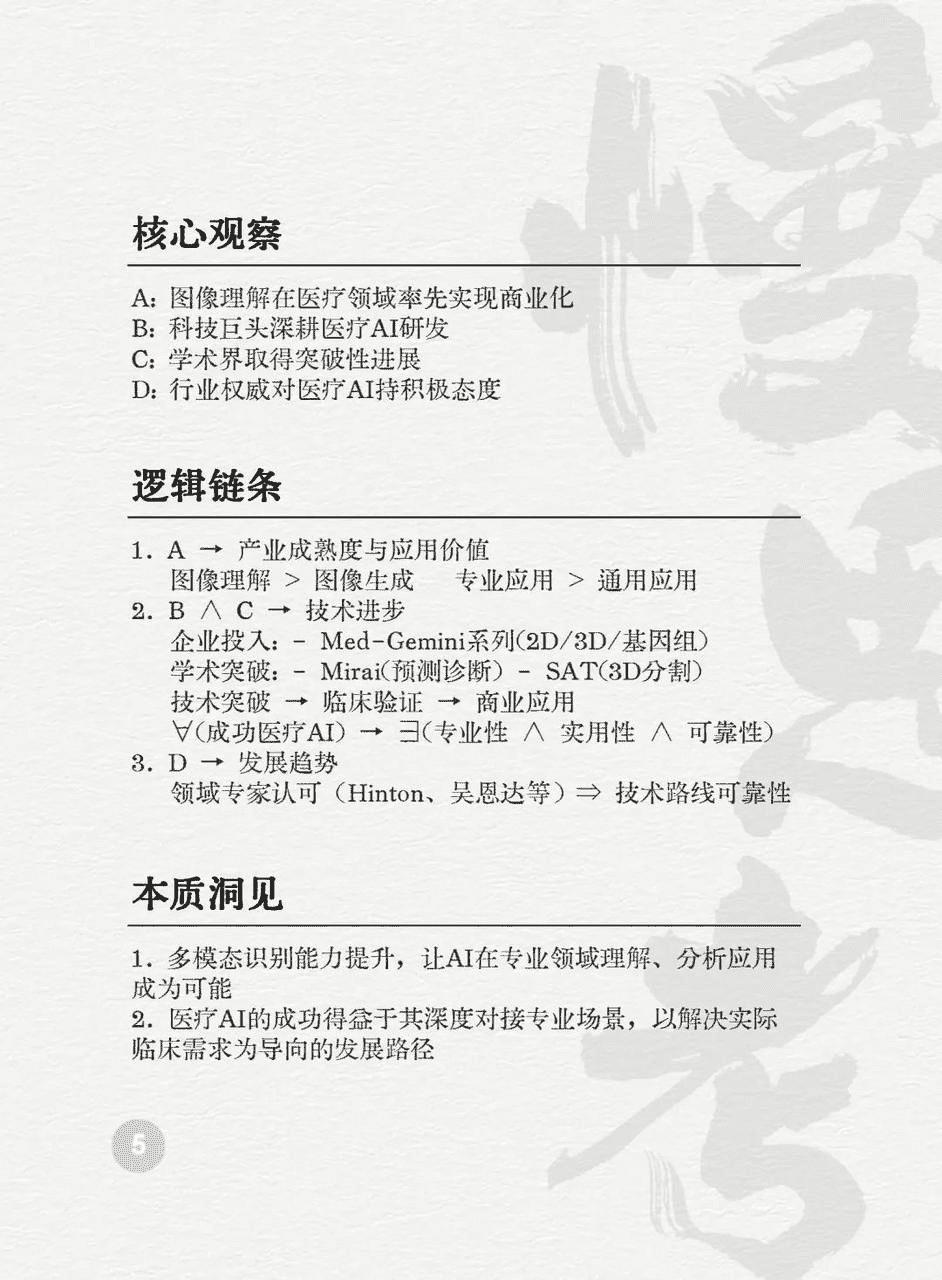 慢思考
核心观察
A: 图像理解在医疗领域率先实现商业化
B: 科技巨头深耕医疗AI研发
C: 学术界取得突破性进展
D: 行业权威对医疗AI持积极态度
逻辑链条
1. A → 产业成熟度与应用价值
图像理解 > 图像生成 专业应用 > 通用应用
2. B ∧ C → 技术进步
企业投入: - Med-Gemini系列(2D/3D/基因组)
学术突破: - Mirai(预测诊断) - SAT(3D分割)
技术突破 → 临床验证 → 商业应用
∀(成功医疗AI) → ∃(专业性 ∧ 实用性 ∧ 可靠性)
3. D → 发展趋势
领域专家认可（Hinton、吴恩达等）⇒ 技术路线可靠性
本质洞见
1. 多模态识别能力提升，让AI在专业领域理解、分析应用
成为可能
2. 医疗AI的成功得益于其深度对接专业场景，以解决实际
临床需求为导向的发展路径
5